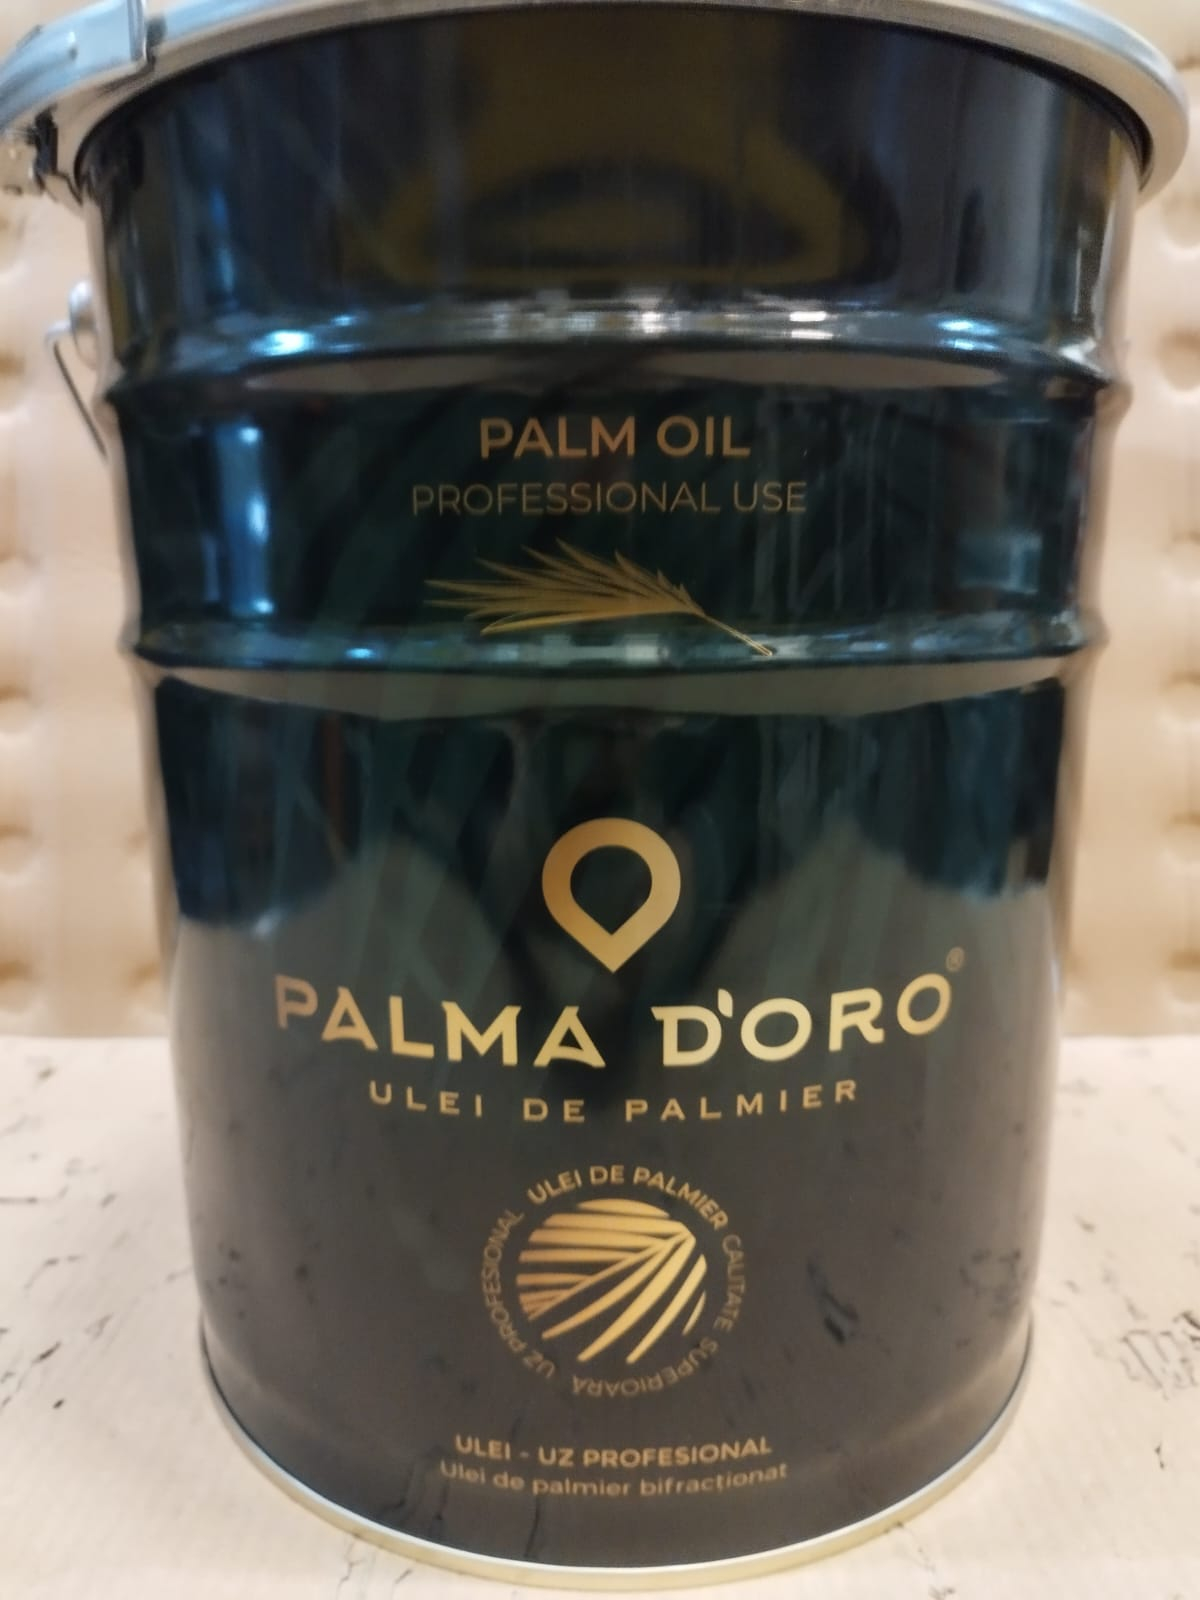 PALM OIL
PROFESSIONAL USE
PALMA D'ORO®
ULEI DE PALMIER
ULEI DE PALMIER CALITATE SUPERIOARĂ UZ PROFESIONAL
ULEI - UZ PROFESIONAL
Ulei de palmier bifracționat